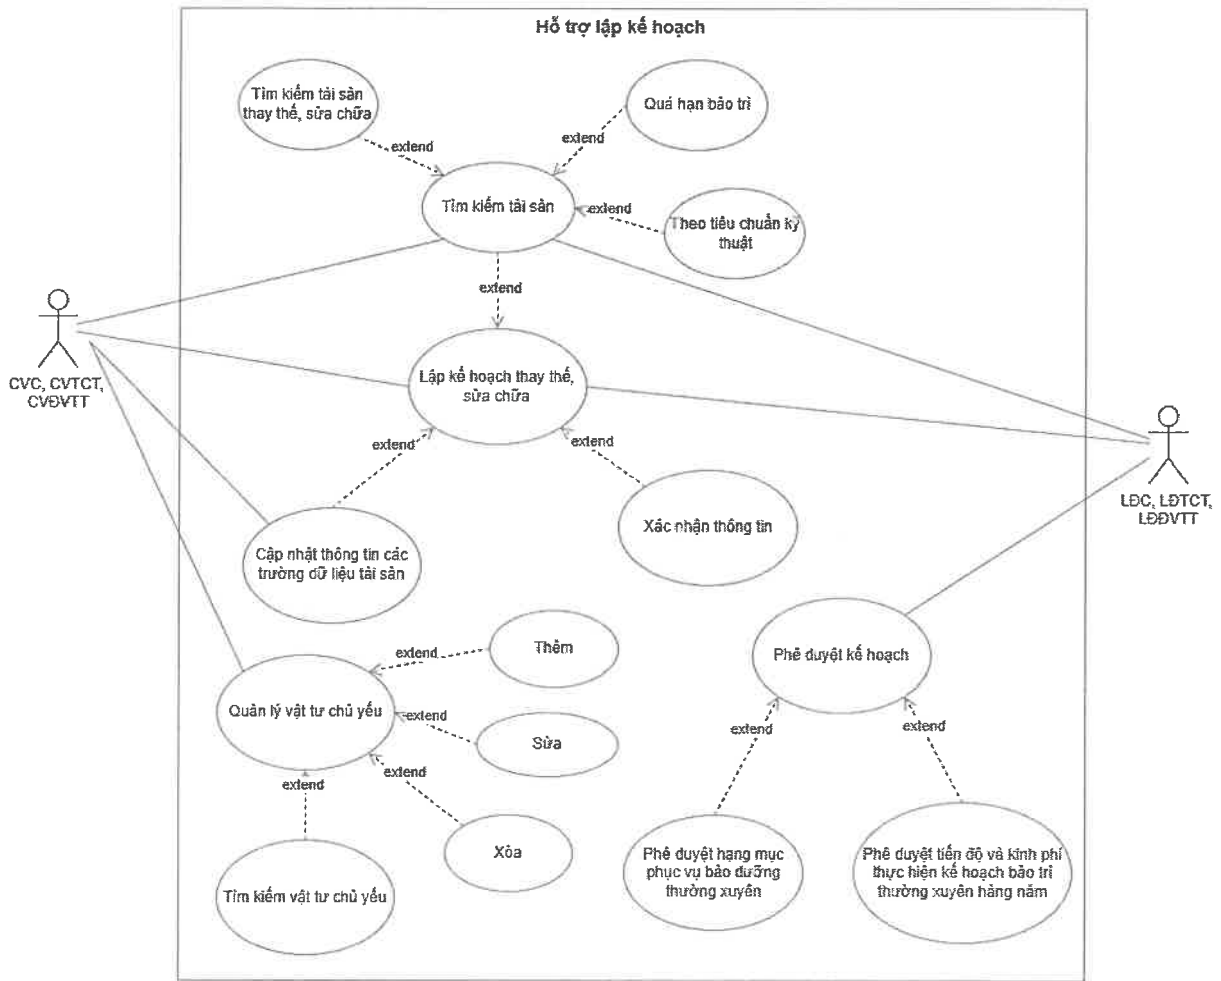 Hỗ trợ lập kế hoạch
Tìm kiếm tài sản
thay thế, sửa chữa
Quá hạn bảo trì
extend
extend
Tìm kiếm tài sản
extend
Theo tiêu chuẩn kỹ
thuật
extend
CVC, CVTCT,
CVĐVTT
Lập kế hoạch thay thế,
sửa chữa
extend
extend
LĐC, LĐTCT,
LĐĐVTT
Xác nhận thông tin
Cập nhật thông tin các
trường dữ liệu tài sản
Thêm
extend
Phê duyệt kế hoạch
Quản lý vật tư chủ yếu
extend
Sửa
extend
extend
extend
extend
Xóa
Tìm kiếm vật tư chủ yếu
Phê duyệt hạng mục
phục vụ bảo dưỡng
thường xuyên
Phê duyệt tiến độ và kinh phí
thực hiện kế hoạch bảo trì
thường xuyên hàng năm